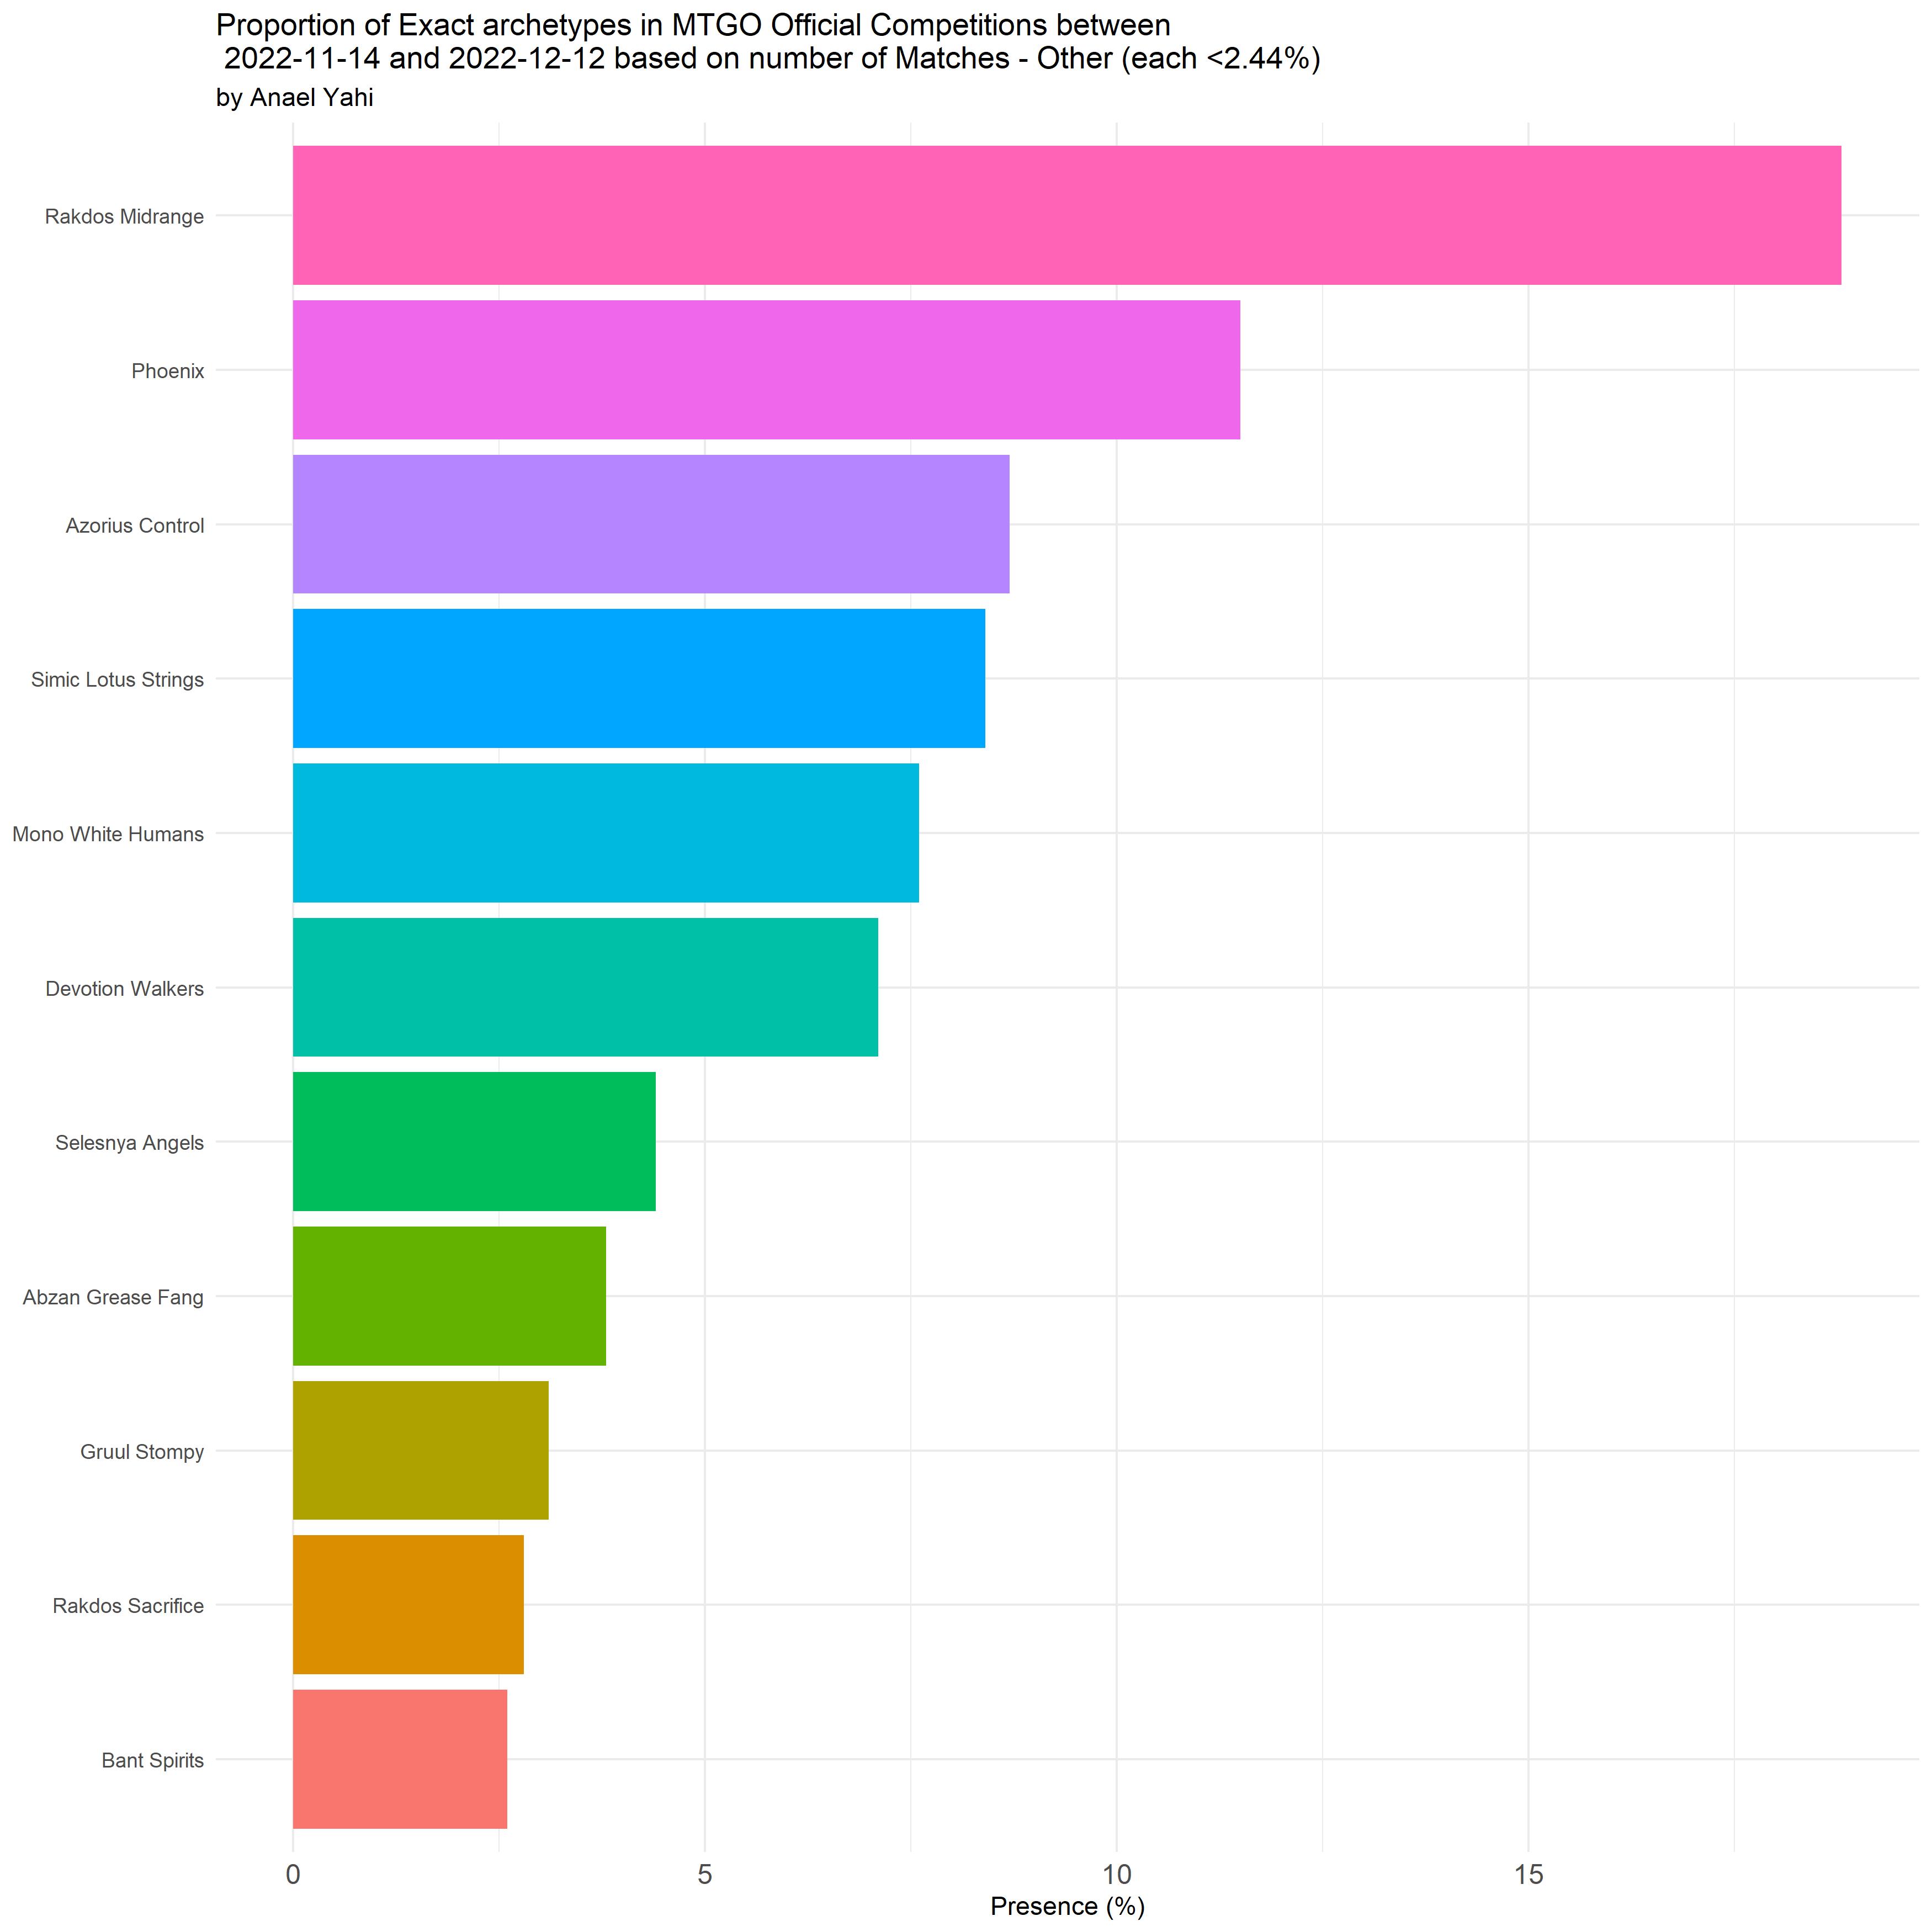 Proportion of Exact archetypes in MTGO Official Competitions between
2022-11-14 and 2022-12-12 based on number of Matches - Other (each <2.44%)
by Anael Yahi
Rakdos Midrange
Phoenix
Azorius Control
Simic Lotus Strings
Mono White Humans
Devotion Walkers
Selesnya Angels
Abzan Grease Fang
Gruul Stompy
Rakdos Sacrifice
Bant Spirits
0 5 10 15
Presence (%)